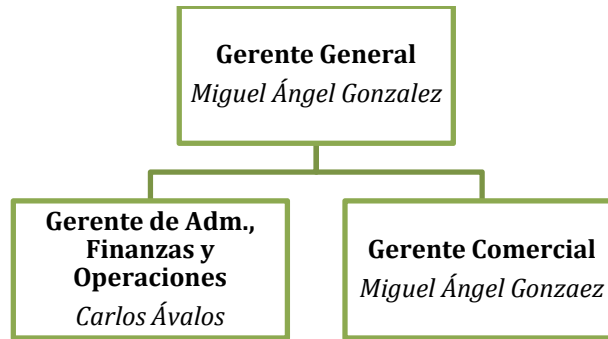 Gerente General
Miguel Ángel Gonzalez
Gerente de Adm.,
Finanzas y
Operaciones
Carlos Ávalos
Gerente Comercial
Miguel Ángel Gonzaez